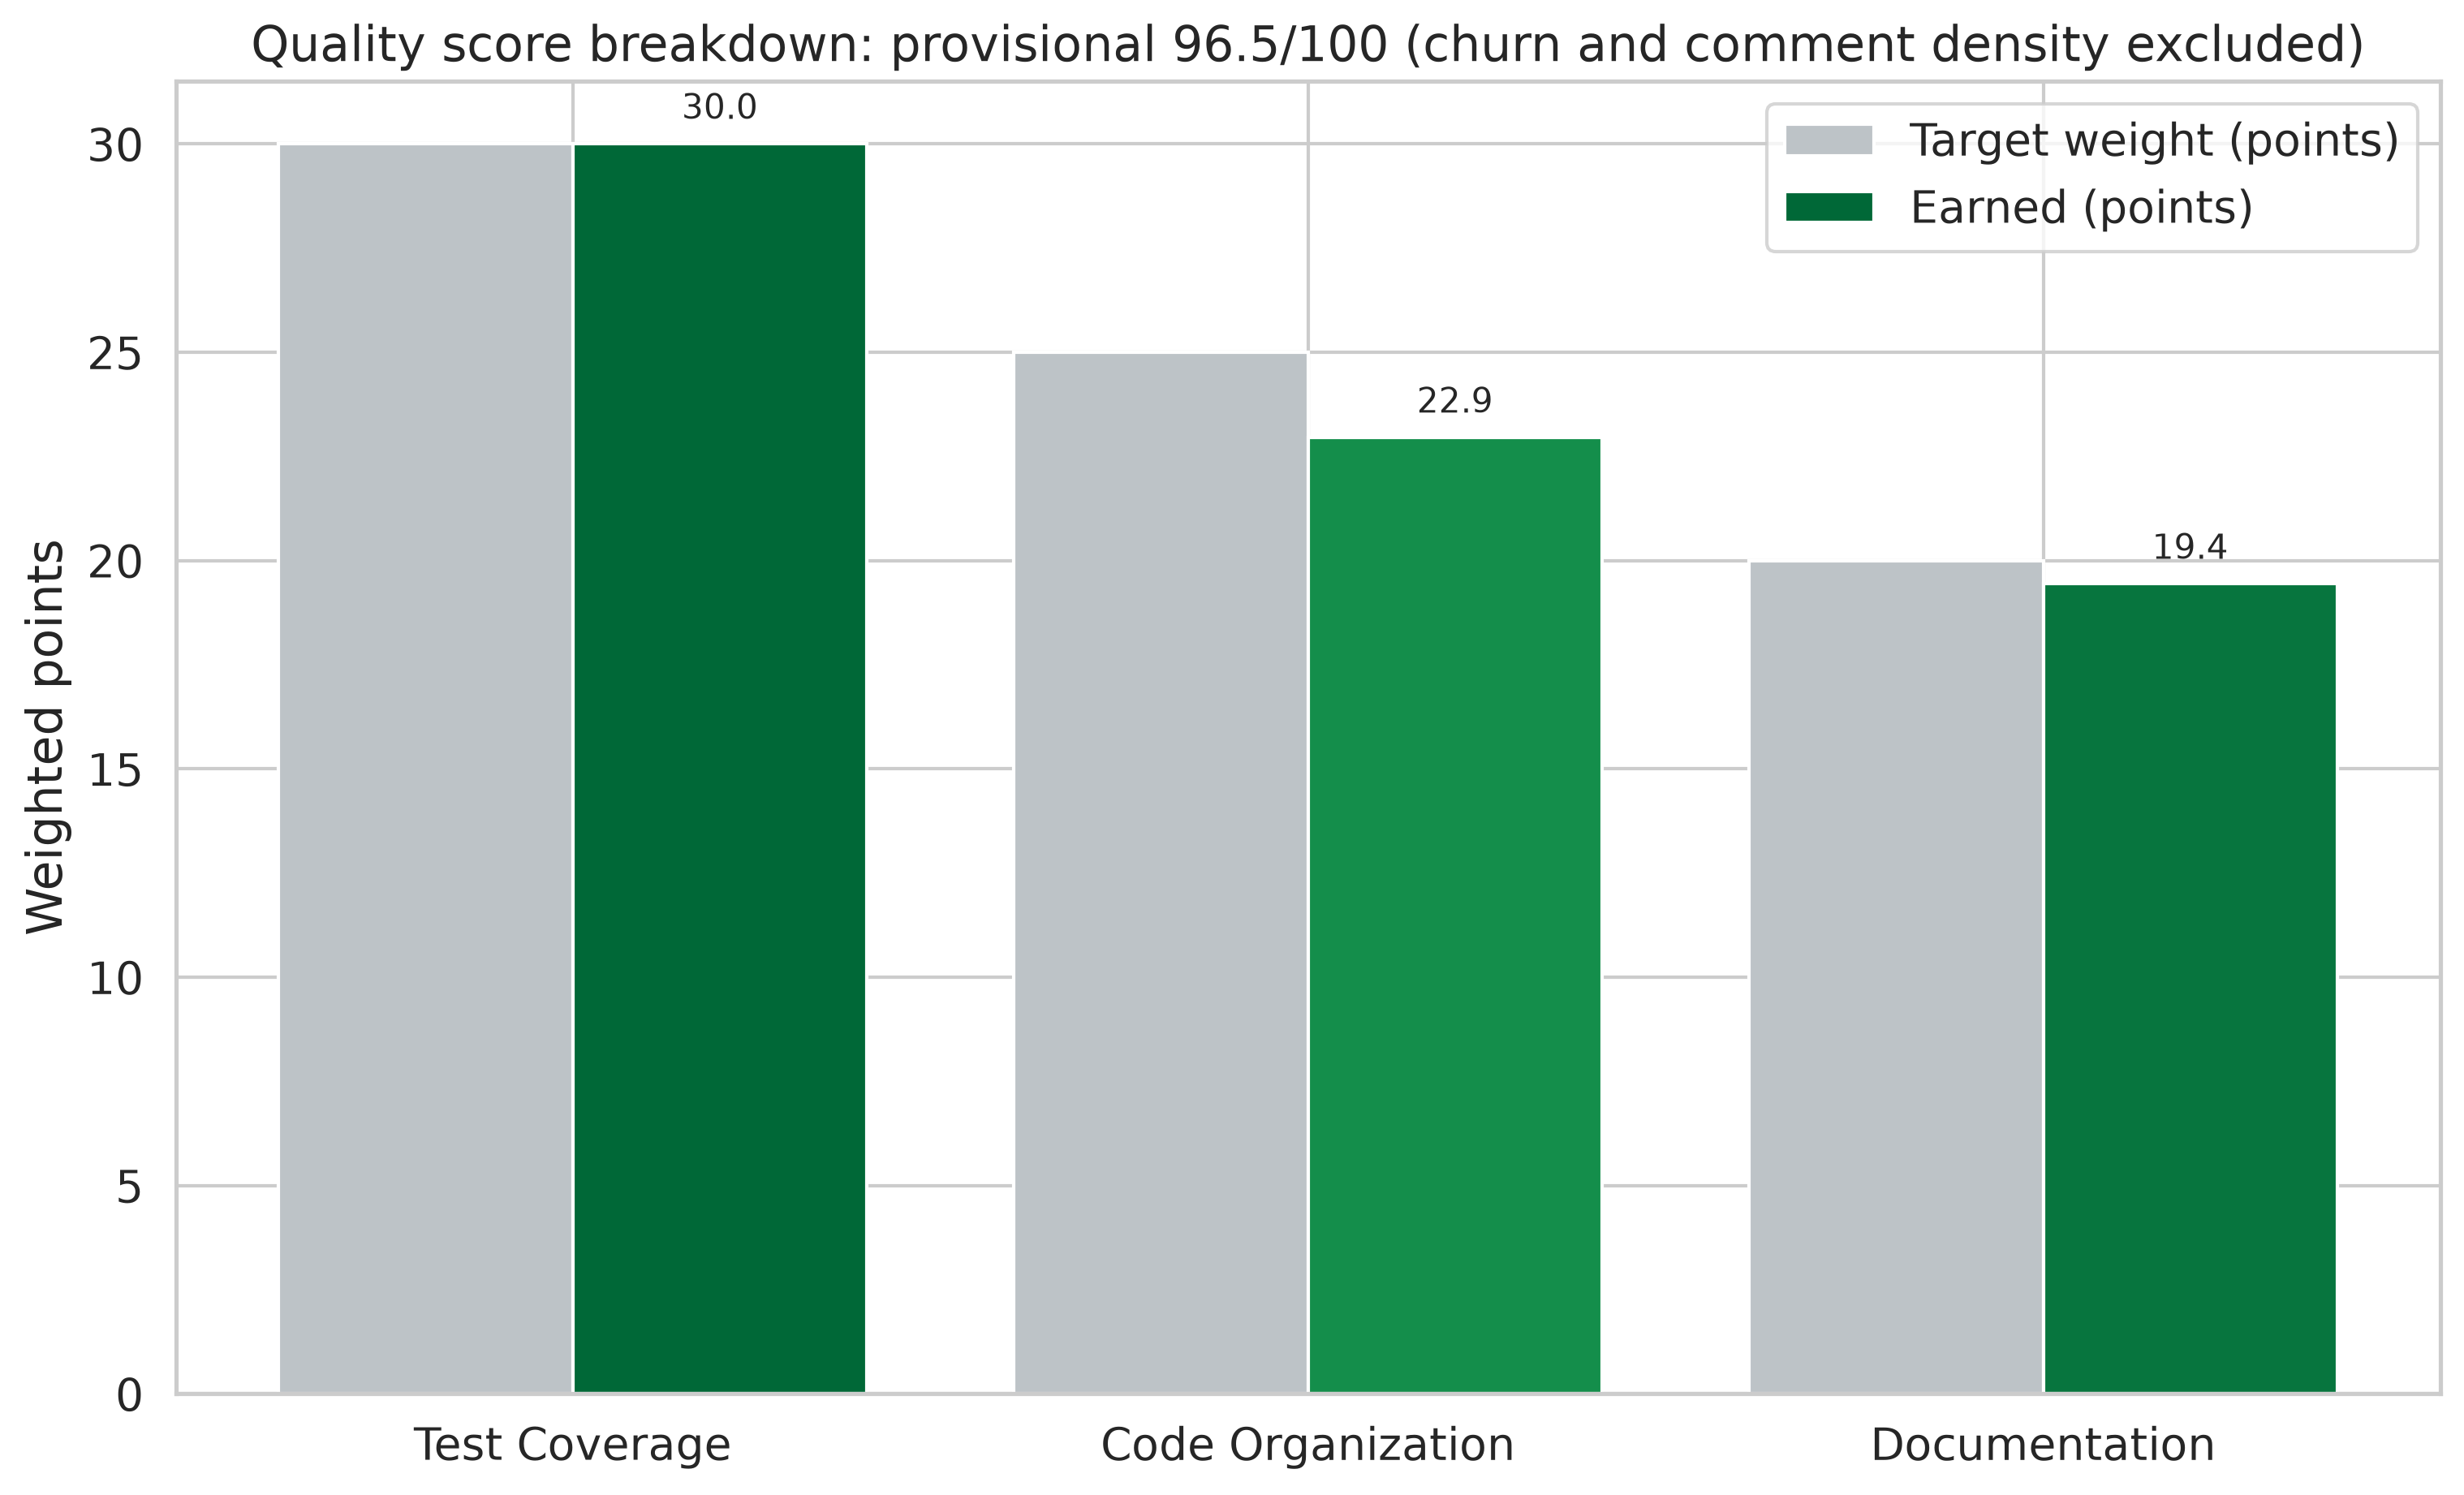 Quality score breakdown: provisional 96.5/100 (churn and comment density excluded)
Target weight (points)
Earned (points)
Weighted points
30
25
20
15
10
5
0
30.0
22.9
19.4
Test Coverage
Code Organization
Documentation